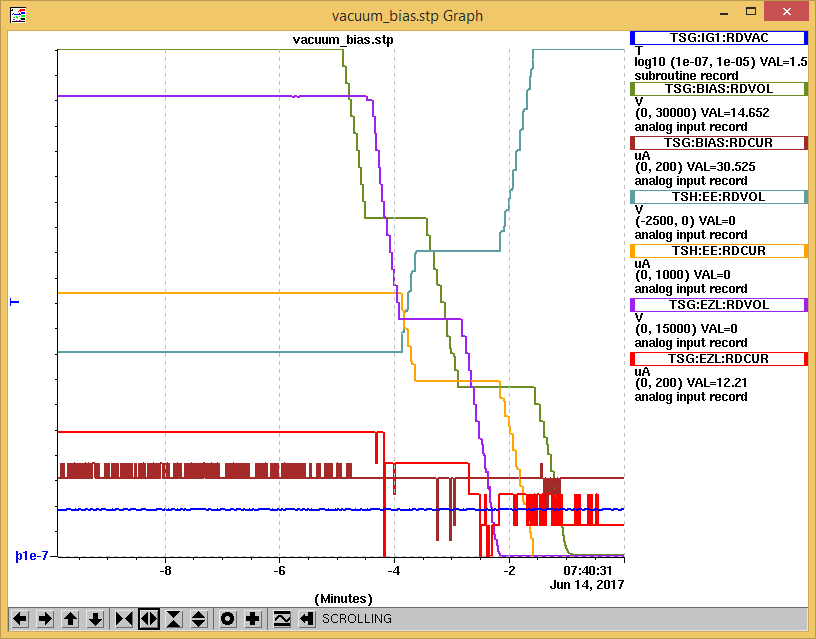 vacuum_bias.stp Graph
vacuum_bias.stp
T
þ1e-7
-8
-6
-4
-2
07:40:31
Jun 14, 2017
(Minutes)
TSG:IG1:RDVAC
T
log10 (1e-07, 1e-05) VAL=1.5
subroutine record
TSG:BIAS:RDVOL
V
(0, 30000) VAL=14.652
analog input record
TSG:BIAS:RDCUR
uA
(0, 200) VAL=30.525
analog input record
TSH:EE:RDVOL
V
(-2500, 0) VAL=0
analog input record
TSH:EE:RDCUR
uA
(0, 1000) VAL=0
analog input record
TSG:EZL:RDVOL
V
(0, 15000) VAL=0
analog input record
TSG:EZL:RDCUR
uA
(0, 200) VAL=12.21
analog input record
SCROLLING